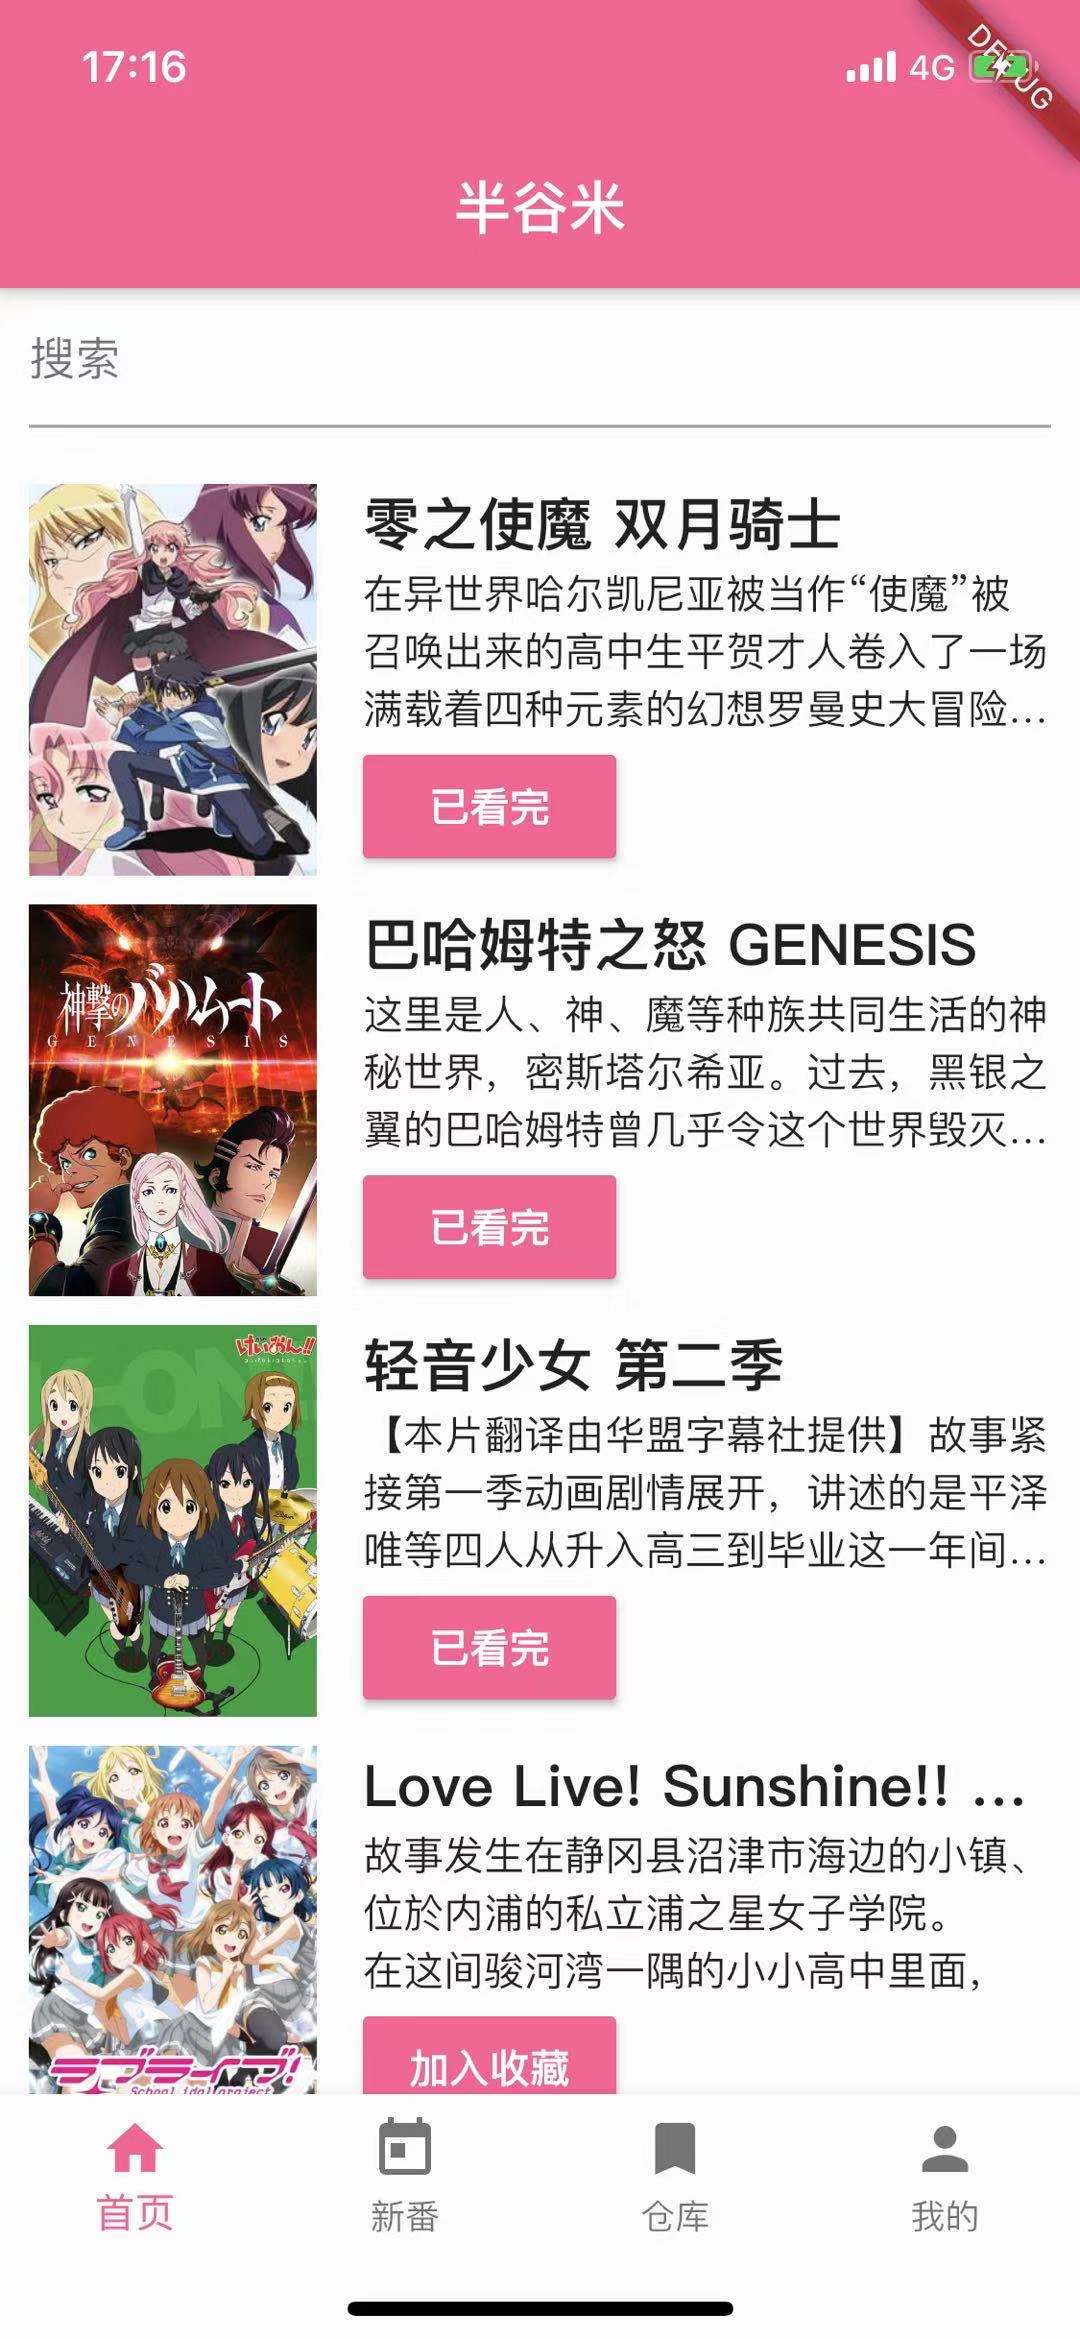 17:16
4G
DEBUG
半谷米
搜索
零之使魔 双月骑士
在异世界哈尔凯尼亚被当作“使魔”被
召唤出来的高中生平贺才人卷入了一场
满载着四种元素的幻想罗曼史大冒险…
已看完
神撃のバハムート
GENESIS
巴哈姆特之怒 GENESIS
这里是人、神、魔等种族共同生活的神
秘世界，密斯塔尔希亚。过去，黑银之
翼的巴哈姆特曾几乎令这个世界毁灭…
已看完
けいおん!!
轻音少女 第二季
【本片翻译由华盟字幕社提供】故事紧
接第一季动画剧情展开，讲述的是平泽
唯等四人从升入高三到毕业这一年间…
已看完
ラブライブ!
School idol project
Love Live! Sunshine!! …
故事发生在静冈县沼津市海边的小镇、
位於内浦的私立浦之星女子学院。
在这间骏河湾一隅的小小高中里面，
加入收藏
首页
新番
仓库
我的